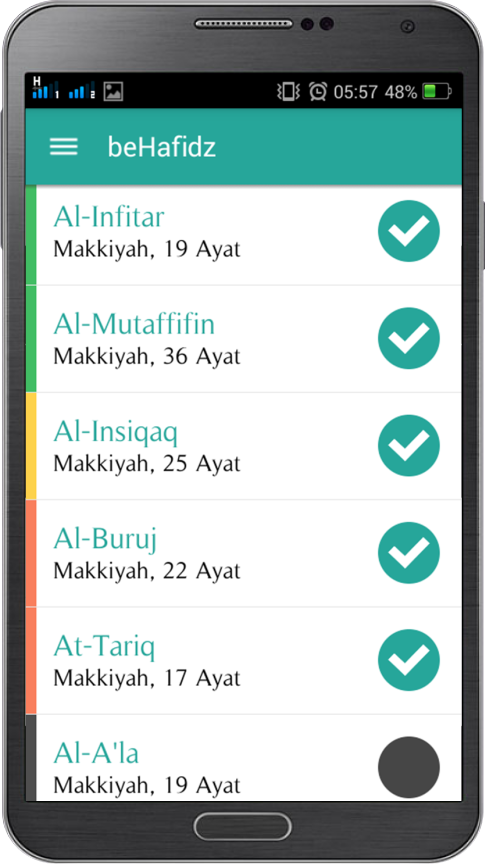 H
1 2 05:57 48%
beHafidz
Al-Infitar
Makkiyah, 19 Ayat
Al-Mutaffifin
Makkiyah, 36 Ayat
Al-Insiqaq
Makkiyah, 25 Ayat
Al-Buruj
Makkiyah, 22 Ayat
At-Tariq
Makkiyah, 17 Ayat
Al-A'la
Makkiyah, 19 Ayat